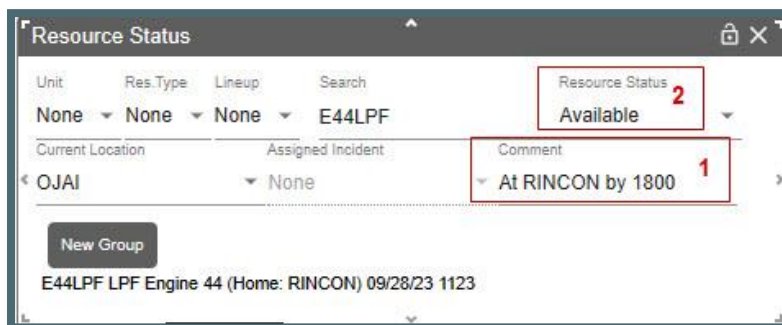 Resource Status
Unit Res.Type Lineup Search Resource Status 2
None None None E44LPF Available
Current Location Assigned Incident Comment
OJAI None At RINCON by 1800 1
New Group
E44LPF LPF Engine 44 (Home: RINCON) 09/28/23 1123